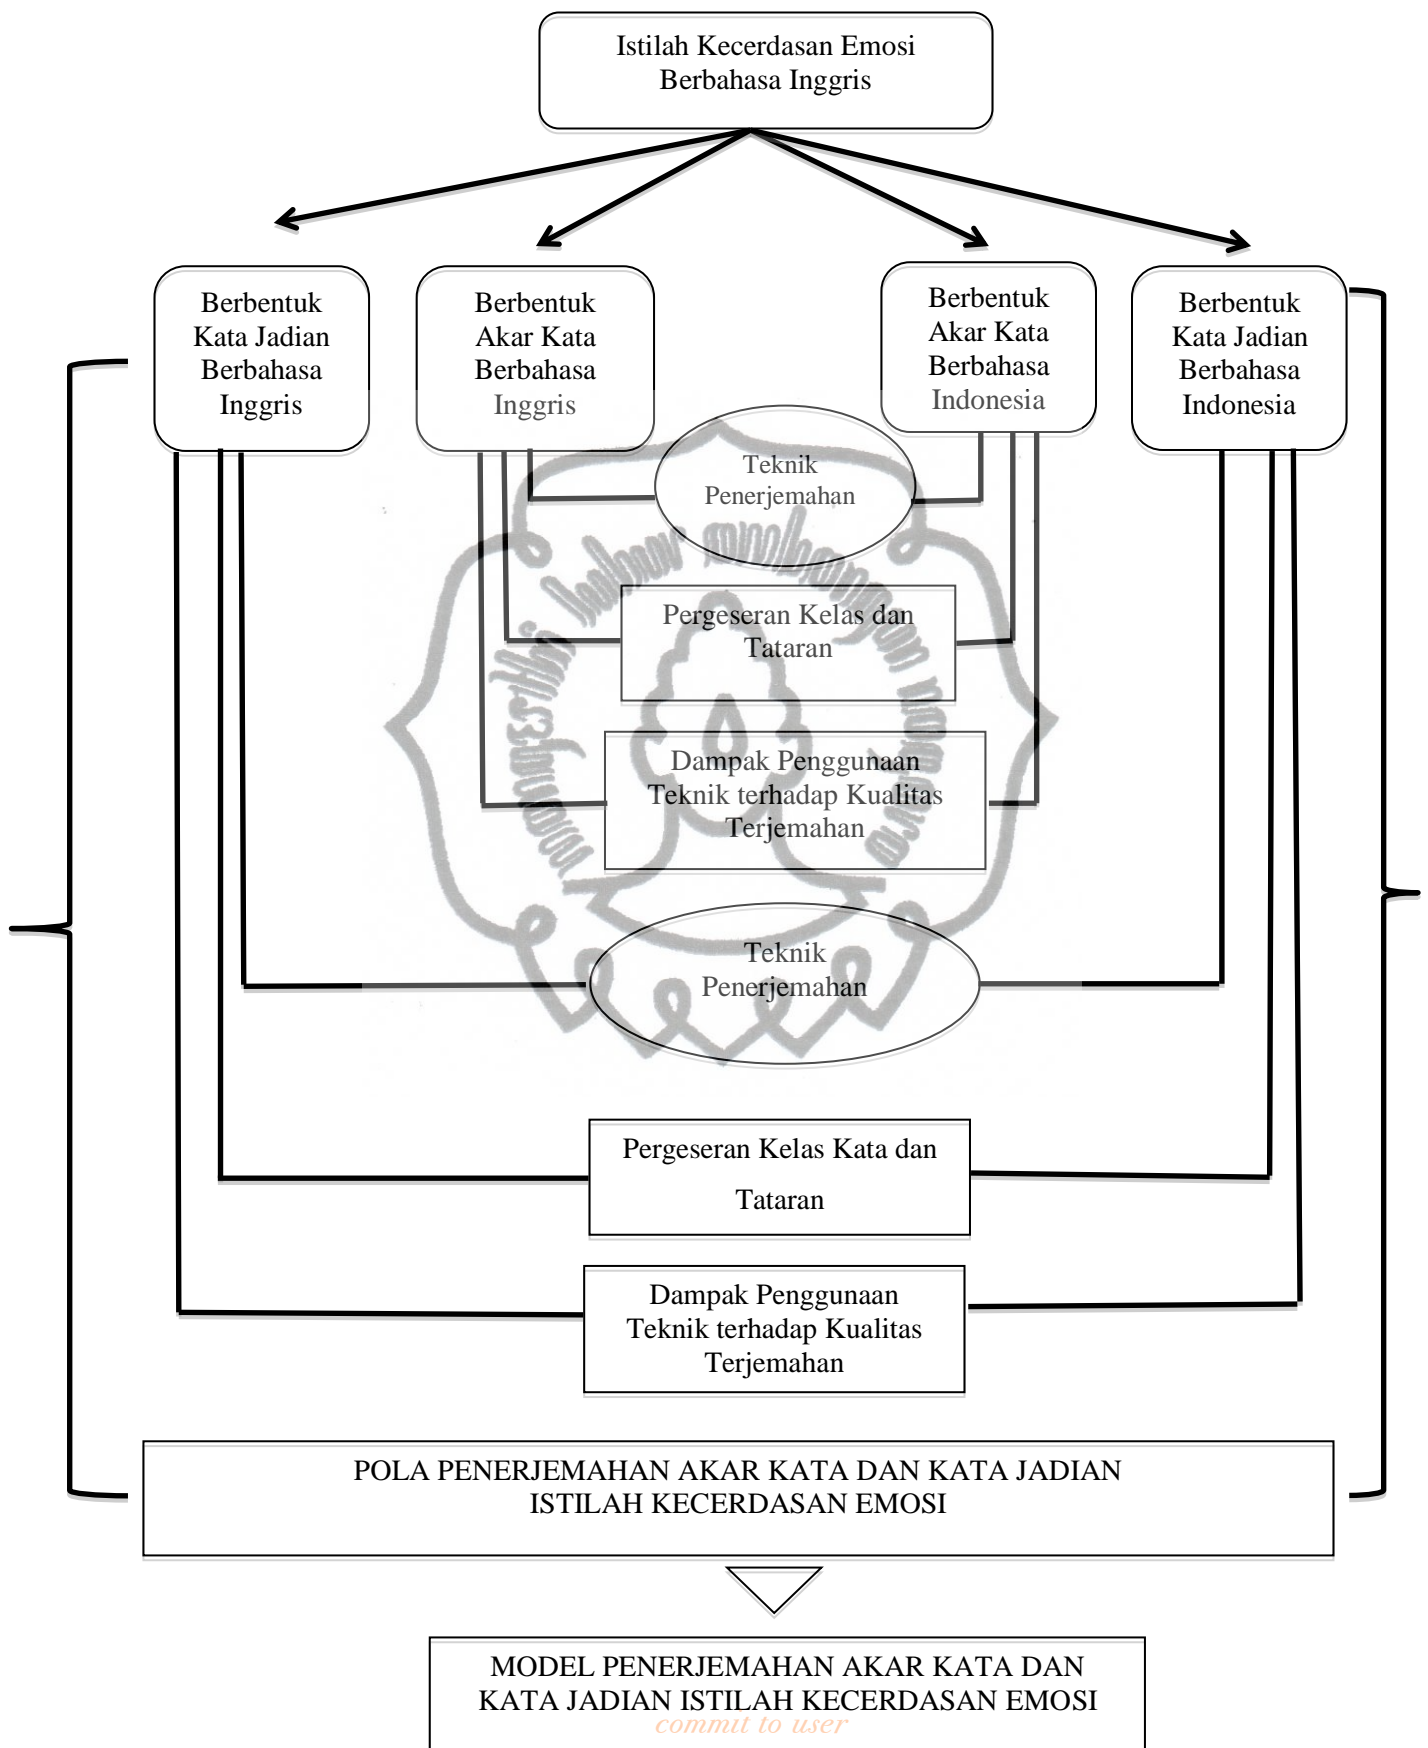 Istilah Kecerdasan Emosi
Berbahasa Inggris
Berbentuk
Kata Jadian
Berbahasa
Inggris
Berbentuk
Akar Kata
Berbahasa
Inggris
Berbentuk
Akar Kata
Berbahasa
Indonesia
Berbentuk
Kata Jadian
Berbahasa
Indonesia
Teknik
Penerjemahan
Pergeseran Kelas dan
Tataran
Dampak Penggunaan
Teknik terhadap Kualitas
Terjemahan
Teknik
Penerjemahan
Pergeseran Kelas Kata dan
Tataran
Dampak Penggunaan
Teknik terhadap Kualitas
Terjemahan
POLA PENERJEMAHAN AKAR KATA DAN KATA JADIAN
ISTILAH KECERDASAN EMOSI
MODEL PENERJEMAHAN AKAR KATA DAN
KATA JADIAN ISTILAH KECERDASAN EMOSI
commit to user